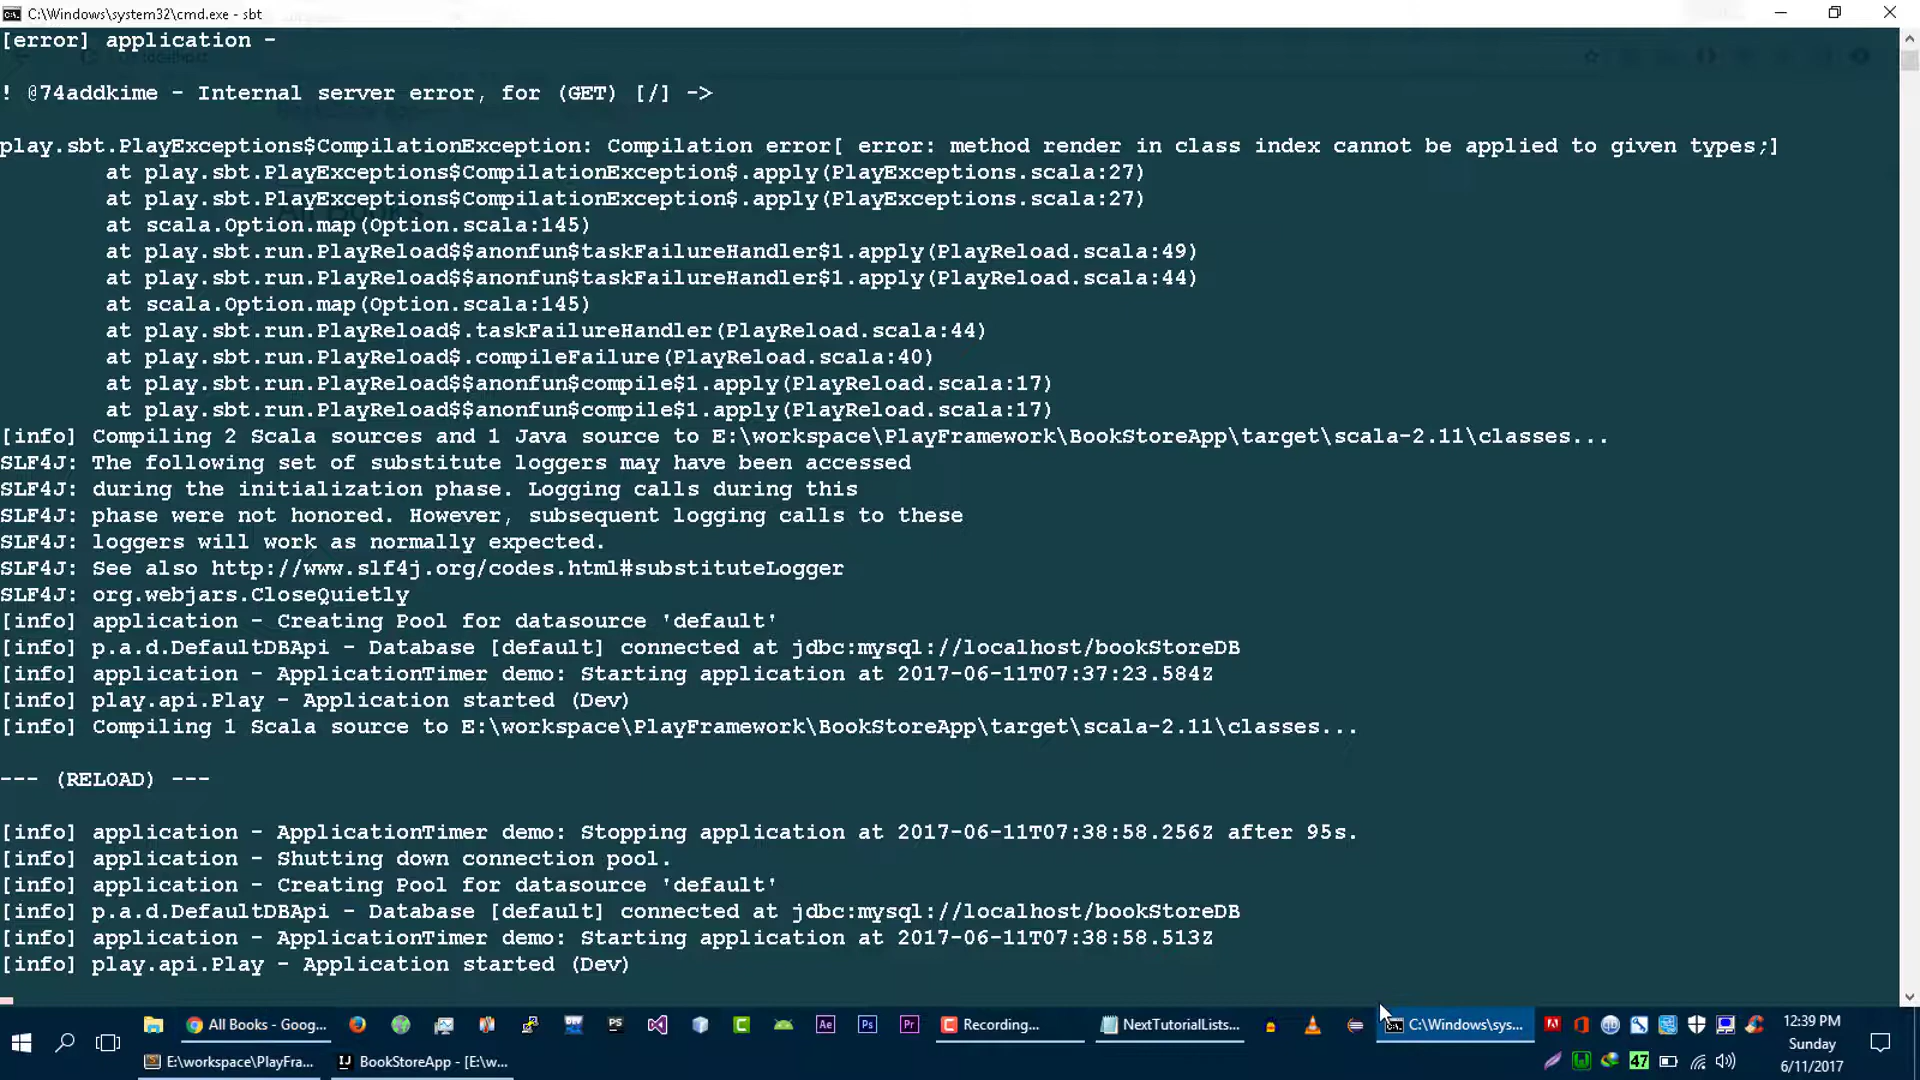 C:\Windows\system32\cmd.exe - sbt
[error] application -
! @74addkime - Internal server error, for (GET) [/] ->
play.sbt.PlayExceptions$CompilationException: Compilation error[ error: method render in class index cannot be applied to given types;]
at play.sbt.PlayExceptions$CompilationException$.apply(PlayExceptions.scala:27)
at play.sbt.PlayExceptions$CompilationException$.apply(PlayExceptions.scala:27)
at scala.Option.map(Option.scala:145)
at play.sbt.run.PlayReload$$anonfun$taskFailureHandler$1.apply(PlayReload.scala:49)
at play.sbt.run.PlayReload$$anonfun$taskFailureHandler$1.apply(PlayReload.scala:44)
at scala.Option.map(Option.scala:145)
at play.sbt.run.PlayReload$.taskFailureHandler(PlayReload.scala:44)
at play.sbt.run.PlayReload$.compileFailure(PlayReload.scala:40)
at play.sbt.run.PlayReload$$anonfun$compile$1.apply(PlayReload.scala:17)
at play.sbt.run.PlayReload$$anonfun$compile$1.apply(PlayReload.scala:17)
[info] Compiling 2 Scala sources and 1 Java source to E:\workspace\PlayFramework\BookStoreApp\target\scala-2.11\classes...
SLF4J: The following set of substitute loggers may have been accessed
SLF4J: during the initialization phase. Logging calls during this
SLF4J: phase were not honored. However, subsequent logging calls to these
SLF4J: loggers will work as normally expected.
SLF4J: See also http://www.slf4j.org/codes.html#substituteLogger
SLF4J: org.webjars.CloseQuietly
[info] application - Creating Pool for datasource 'default'
[info] p.a.d.DefaultDBApi - Database [default] connected at jdbc:mysql://localhost/bookStoreDB
[info] application - ApplicationTimer demo: Starting application at 2017-06-11T07:37:23.584Z
[info] play.api.Play - Application started (Dev)
[info] Compiling 1 Scala source to E:\workspace\PlayFramework\BookStoreApp\target\scala-2.11\classes...
--- (RELOAD) ---
[info] application - ApplicationTimer demo: Stopping application at 2017-06-11T07:38:58.256Z after 95s.
[info] application - Shutting down connection pool.
[info] application - Creating Pool for datasource 'default'
[info] p.a.d.DefaultDBApi - Database [default] connected at jdbc:mysql://localhost/bookStoreDB
[info] application - ApplicationTimer demo: Starting application at 2017-06-11T07:38:58.513Z
[info] play.api.Play - Application started (Dev)
All Books - Goog... DEV PS Ae Ps Pr Recording... NextTutorialLists... C:\Windows\sys... 12:39 PM
Sunday
E:\workspace\PlayFra... BookStoreApp - [E:\w... 47 6/11/2017